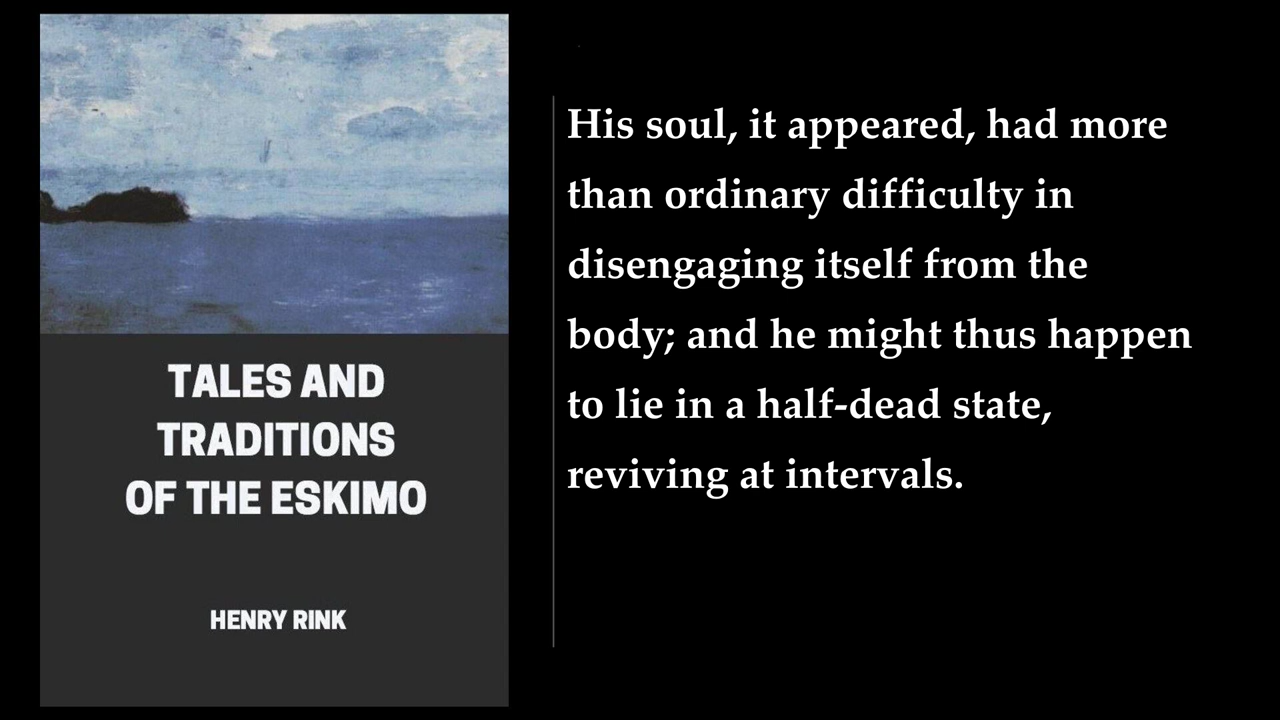 TALES AND
TRADITIONS
OF THE ESKIMO
HENRY RINK
His soul, it appeared, had more
than ordinary difficulty in
disengaging itself from the
body; and he might thus happen
to lie in a half-dead state,
reviving at intervals.